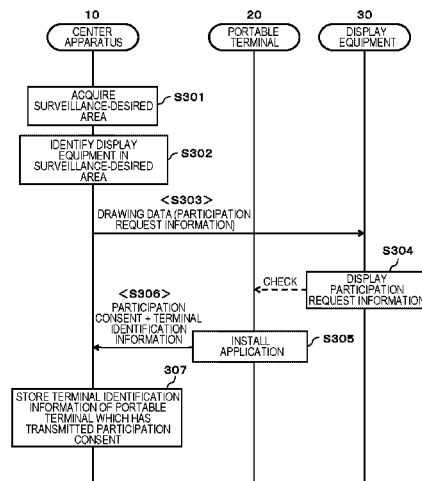 10
20
30
CENTER
APPARATUS
PORTABLE
TERMINAL
DISPLAY
EQUIPMENT
ACQUIRE
SURVEILLANCE-DESIRED
AREA
S301
IDENTIFY DISPLAY
EQUIPMENT IN
SURVEILLANCE-DESIRED
AREA
S302
<S303>
DRAWING DATA (PARTICIPATION
REQUEST INFORMATION)
S304
DISPLAY
PARTICIPATION
REQUEST INFORMATION
CHECK
<S306>
PARTICIPATION
CONSENT + TERMINAL
IDENTIFICATION
INFORMATION
INSTALL
APPLICATION
S305
307
STORE TERMINAL IDENTIFICATION
INFORMATION OF PORTABLE
TERMINAL WHICH HAS
TRANSMITTED PARTICIPATION
CONSENT